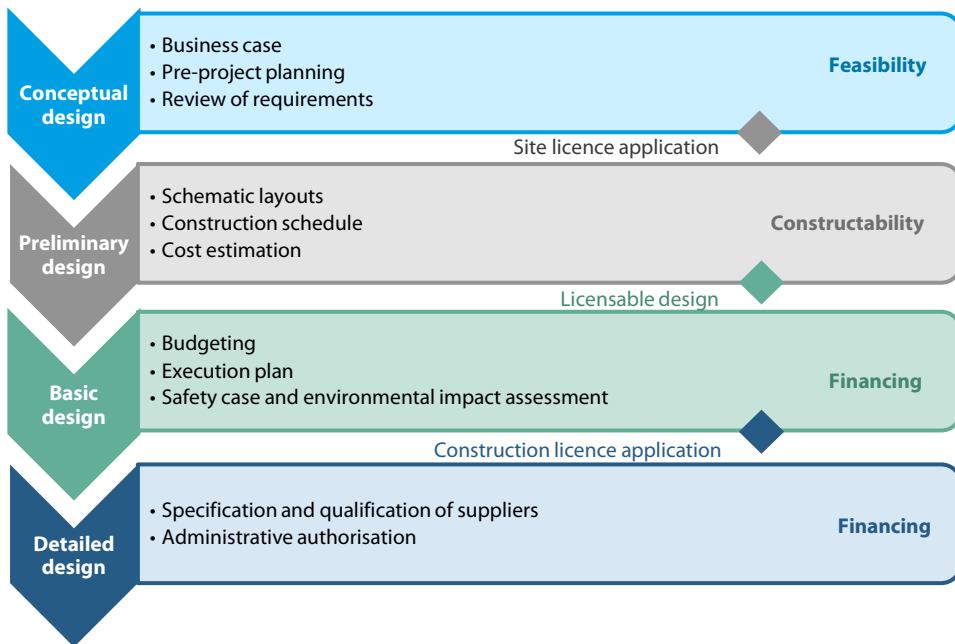 Conceptual
design
• Business case
• Pre-project planning
• Review of requirements
Feasibility
Site licence application
Preliminary
design
• Schematic layouts
• Construction schedule
• Cost estimation
Constructability
Licensable design
Basic
design
• Budgeting
• Execution plan
• Safety case and environmental impact assessment
Financing
Construction licence application
Detailed
design
• Specification and qualification of suppliers
• Administrative authorisation
Financing